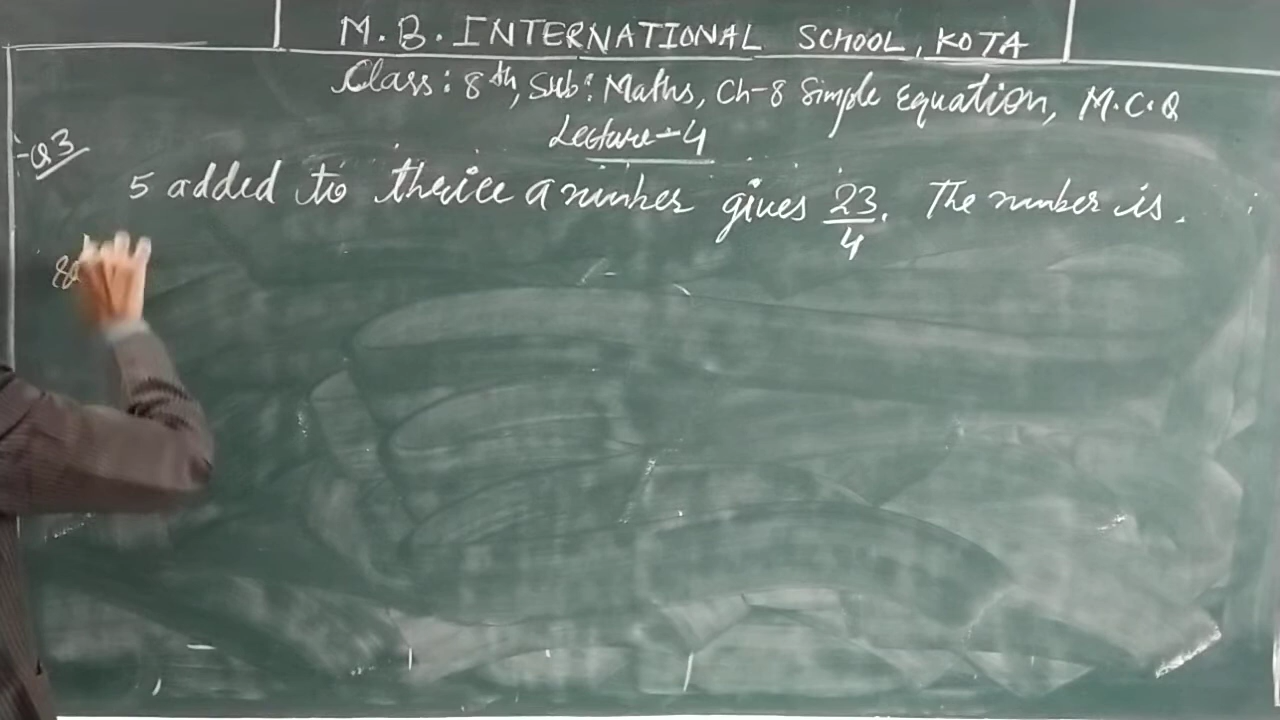 M.B. INTERNATIONAL SCHOOL, KOTA
Class: 8th, Sub: Maths, Ch-8 Simple Equation, M.C.Q
Lecture-4
Q3
5 added to thrice a number gives 23/4. The number is.